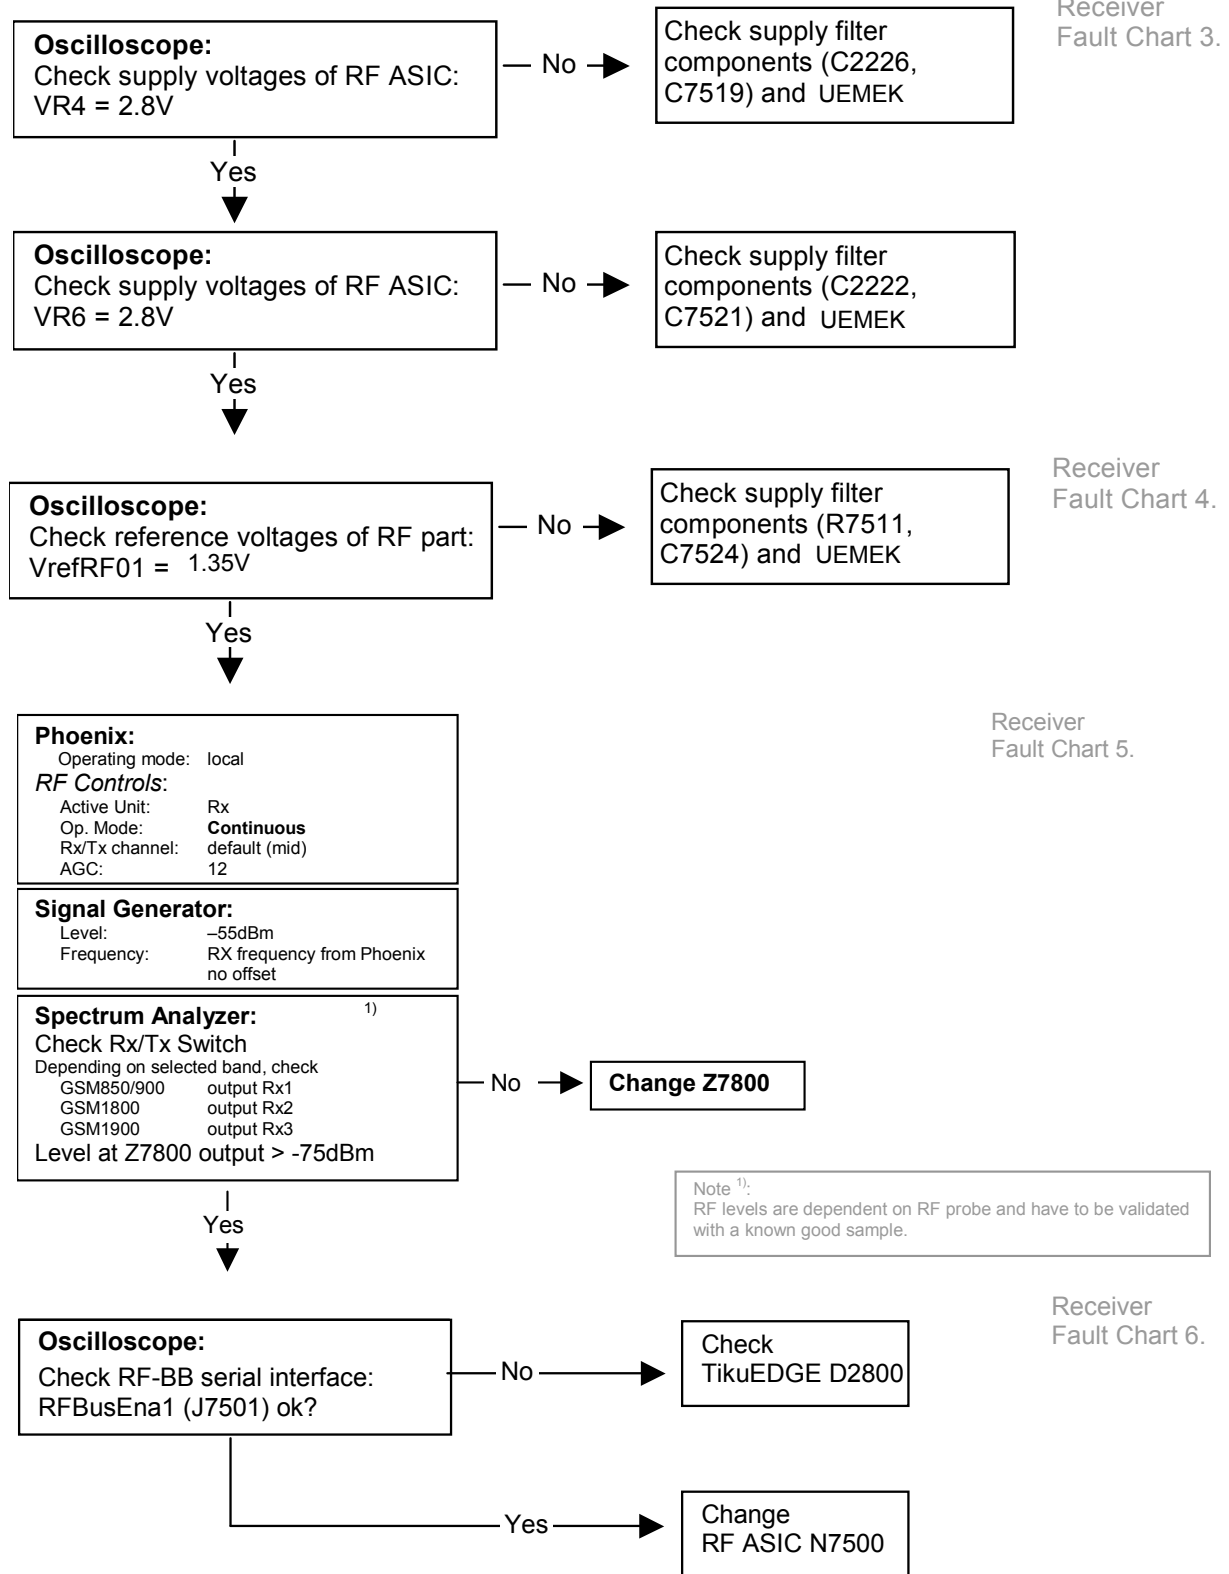 Receiver
Fault Chart 3.
Oscilloscope:
Check supply voltages of RF ASIC:
VR4 = 2.8V
No
Check supply filter
components (C2226,
C7519) and UEMEK
Yes
Oscilloscope:
Check supply voltages of RF ASIC:
VR6 = 2.8V
No
Check supply filter
components (C2222,
C7521) and UEMEK
Yes
Receiver
Fault Chart 4.
Oscilloscope:
Check reference voltages of RF part:
VrefRF01 = 1.35V
No
Check supply filter
components (R7511,
C7524) and UEMEK
Yes
Receiver
Fault Chart 5.
Phoenix:
Operating mode: local
RF Controls:
Active Unit: Rx
Op. Mode: Continuous
Rx/Tx channel: default (mid)
AGC: 12
Signal Generator:
Level: –55dBm
Frequency: RX frequency from Phoenix
no offset
Spectrum Analyzer: 1)
Check Rx/Tx Switch
Depending on selected band, check
GSM850/900 output Rx1
GSM1800 output Rx2
GSM1900 output Rx3
Level at Z7800 output > -75dBm
No
Change Z7800
Note 1):
RF levels are dependent on RF probe and have to be validated
with a known good sample.
Yes
Receiver
Fault Chart 6.
Oscilloscope:
Check RF-BB serial interface:
RFBusEna1 (J7501) ok?
No
Check
TikuEDGE D2800
Yes
Change
RF ASIC N7500